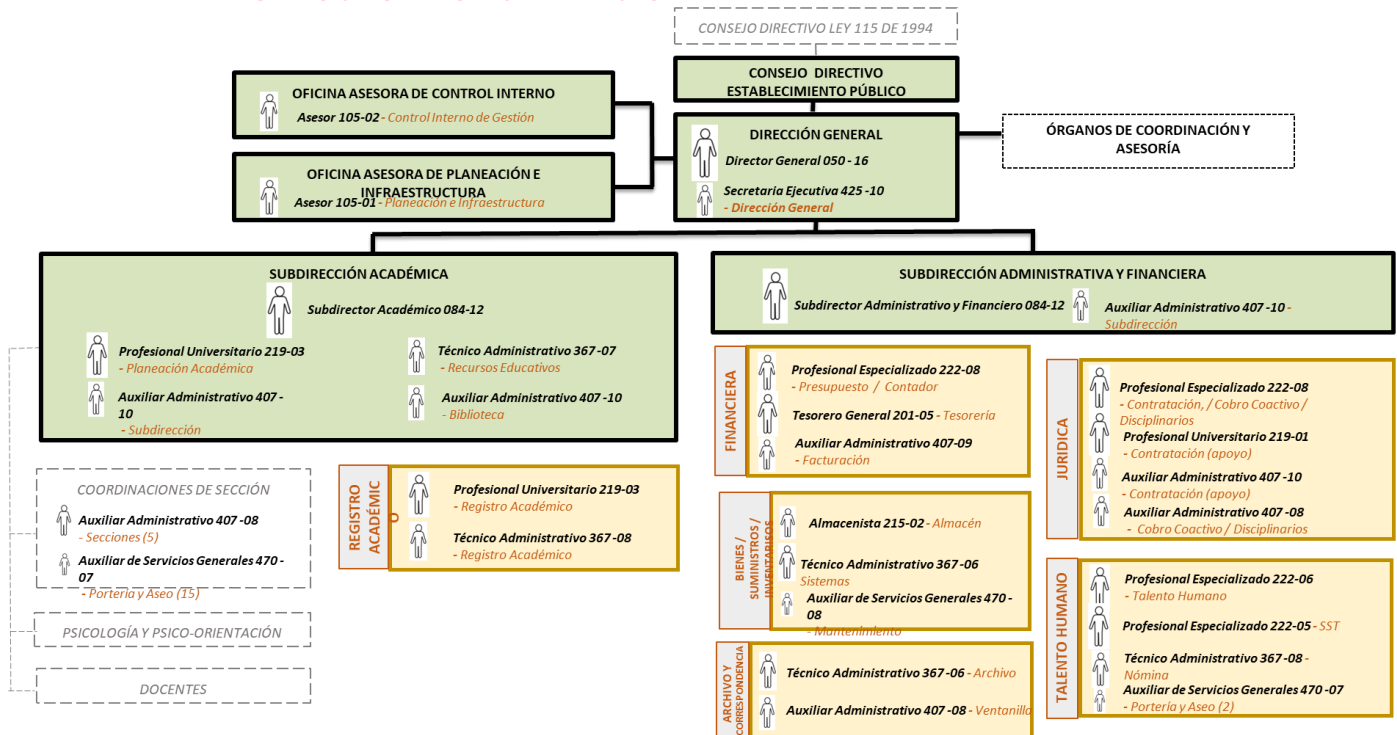 CONSEJO DIRECTIVO LEY 115 DE 1994
CONSEJO DIRECTIVO
ESTABLECIMIENTO PÚBLICO
OFICINA ASESORA DE CONTROL INTERNO
Asesor 105-02 - Control Interno de Gestión
OFICINA ASESORA DE PLANEACIÓN E
INFRAESTRUCTURA
Asesor 105-01 - Planeación e Infraestructura
DIRECCIÓN GENERAL
Director General 050 - 16
Secretaria Ejecutiva 425 -10
- Dirección General
ÓRGANOS DE COORDINACIÓN Y
ASESORÍA
SUBDIRECCIÓN ACADÉMICA
Subdirector Académico 084-12
Profesional Universitario 219-03
- Planeación Académica
Auxiliar Administrativo 407 -
10
- Subdirección
Técnico Administrativo 367 -07
- Recursos Educativos
Auxiliar Administrativo 407 -10
- Biblioteca
COORDINACIONES DE SECCIÓN
Auxiliar Administrativo 407 -08
- Secciones (5)
Auxiliar de Servicios Generales 470 -
07
- Portería y Aseo (15)
PSICOLOGÍA Y PSICO-ORIENTACIÓN
DOCENTES
REGISTRO
ACADÉMIC
O
Profesional Universitario 219-03
- Registro Académico
Técnico Administrativo 367 -08
- Registro Académico
SUBDIRECCIÓN ADMINISTRATIVA Y FINANCIERA
Subdirector Administrativo y Financiero 084-12
Auxiliar Administrativo 407 -10 -
Subdirección
FINANCIERA
Profesional Especializado 222-08
- Presupuesto / Contador
Tesorero General 201-05 - Tesorería
Auxiliar Administrativo 407-09
- Facturación
BIENES /
SUMINISTROS /
INVENTARISOS
Almacenista 215-02 - Almacén
Técnico Administrativo 367 -06
Sistemas
Auxiliar de Servicios Generales 470 -
08
- Mantenimiento
ARCHIVO Y
CORRESPONDENCIA
Técnico Administrativo 367 -06 - Archivo
Auxiliar Administrativo 407 -08 - Ventanilla
JURIDICA
Profesional Especializado 222-08
- Contratación, / Cobro Coactivo /
Disciplinarios
Profesional Universitario 219-01
- Contratación (apoyo)
Auxiliar Administrativo 407 -10
- Contratación (apoyo)
Auxiliar Administrativo 407 -08
- Cobro Coactivo / Disciplinarios
TALENTO HUMANO
Profesional Especializado 222-06
- Talento Humano
Profesional Especializado 222-05 - SST
Técnico Administrativo 367 -08 -
Nómina
Auxiliar de Servicios Generales 470 -07
- Portería y Aseo (2)